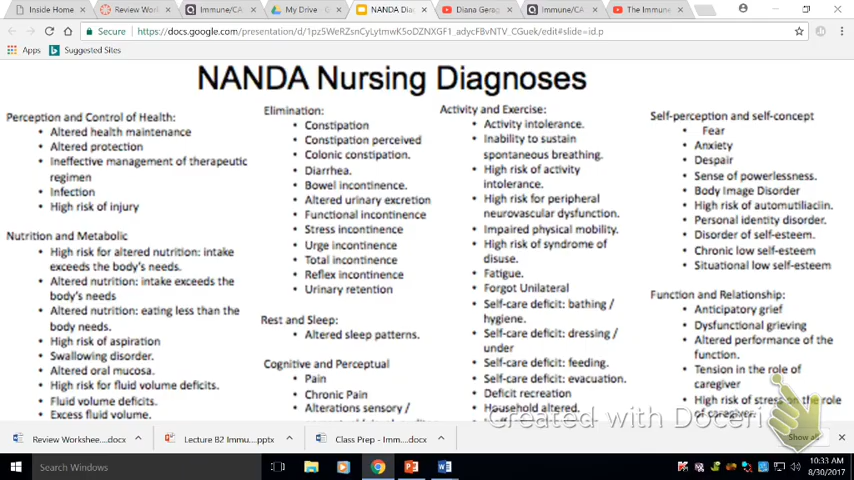 Inside Home
Review Work
Immune/CA
My Drive -
NANDA Diag
Diana Gerap
Immune/CA
The Immune
Secure
https://docs.google.com/presentation/d/1pz5WeRZsnCyLytmwK5oDZNXGF1_adycFBvNTV_CGuek/edit#slide=id.p
Apps
Suggested Sites
NANDA Nursing Diagnoses
Perception and Control of Health:
• Altered health maintenance
• Altered protection
• Ineffective management of therapeutic
regimen
• Infection
• High risk of injury
Nutrition and Metabolic
• High risk for altered nutrition: intake
exceeds the body's needs.
• Altered nutrition: intake exceeds the
body's needs
• Altered nutrition: eating less than the
body needs.
• High risk of aspiration
• Swallowing disorder.
• Altered oral mucosa.
• High risk for fluid volume deficits.
• Fluid volume deficits.
• Excess fluid volume.
Elimination:
• Constipation
• Constipation perceived
• Colonic constipation.
• Diarrhea.
• Bowel incontinence.
• Altered urinary excretion
• Functional incontinence
• Stress incontinence
• Urge incontinence
• Total incontinence
• Reflex incontinence
• Urinary retention
Rest and Sleep:
• Altered sleep patterns.
Cognitive and Perceptual
• Pain
• Chronic Pain
• Alterations sensory /
Activity and Exercise:
• Activity intolerance.
• Inability to sustain
spontaneous breathing.
• High risk of activity
intolerance.
• High risk for peripheral
neurovascular dysfunction.
• Impaired physical mobility.
• High risk of syndrome of
disuse.
• Fatigue.
• Forgot Unilateral
• Self-care deficit: bathing /
hygiene.
• Self-care deficit: dressing /
under
• Self-care deficit: feeding.
• Self-care deficit: evacuation.
• Deficit recreation
• Household altered.
Self-perception and self-concept
• Fear
• Anxiety
• Despair
• Sense of powerlessness.
• Body Image Disorder
• High risk of automutiliaciin.
• Personal identity disorder.
• Disorder of self-esteem.
• Chronic low self-esteem
• Situational low self-esteem
Function and Relationship:
• Anticipatory grief
• Dysfunctional grieving
• Altered performance of the
function.
• Tension in the role of
caregiver
• High risk of stress on the role
of caregiver.
Created with Doceri
Review Workshee....docx
Lecture B2 Immu....pptx
Class Prep - Imm....docx
Show all
Search Windows
10:33 AM
8/30/2017